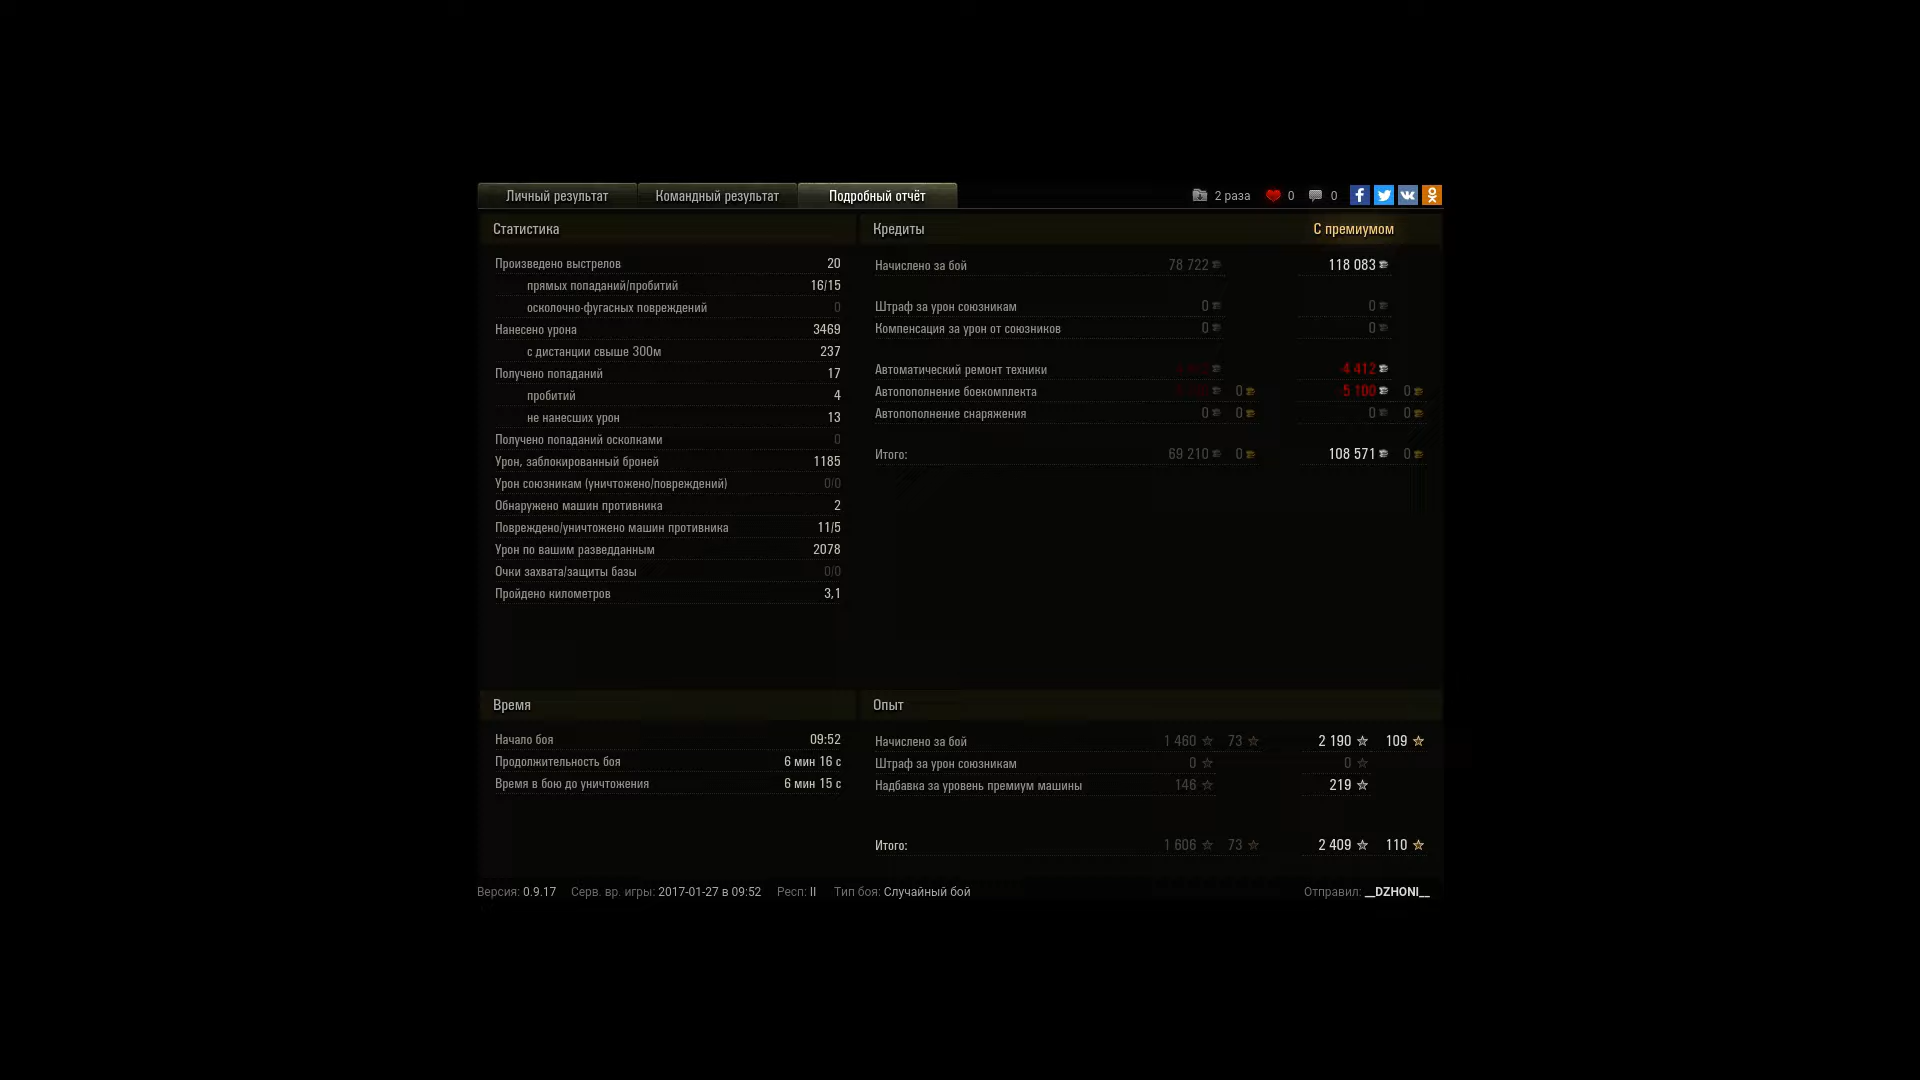 Личный результат Командный результат Подробный отчёт 2 раза 0 0
Статистика
Произведено выстрелов 20
прямых попаданий/пробитий 16/15
осколочно-фугасных повреждений 0
Нанесено урона 3469
с дистанции свыше 300м 237
Получено попаданий 17
пробитий 4
не нанесших урон 13
Получено попаданий осколками 0
Урон, заблокированный броней 1185
Урон союзникам (уничтожено/повреждений) 0/0
Обнаружено машин противника 2
Повреждено/уничтожено машин противника 11/5
Урон по вашим разведданным 2078
Очки захвата/защиты базы 0/0
Пройдено километров 3,1
Кредиты С премиумом
Начислено за бой 78 722 118 083
Штраф за урон союзникам 0 0
Компенсация за урон от союзников 0 0
Автоматический ремонт техники -4 412
Автопополнение боекомплекта 0 -5 100 0
Автопополнение снаряжения 0 0 0 0
Итого: 69 210 0 108 571 0
Время
Начало боя 09:52
Продолжительность боя 6 мин 16 с
Время в бою до уничтожения 6 мин 15 с
Опыт
Начислено за бой 1 460 73 2 190 109
Штраф за урон союзникам 0 0
Надбавка за уровень премиум машины 146 219
Итого: 1 606 73 2 409 110
Версия: 0.9.17 Серв. вр. игры: 2017-01-27 в 09:52 Респ: II Тип боя: Случайный бой Отправил: __DZHONI__